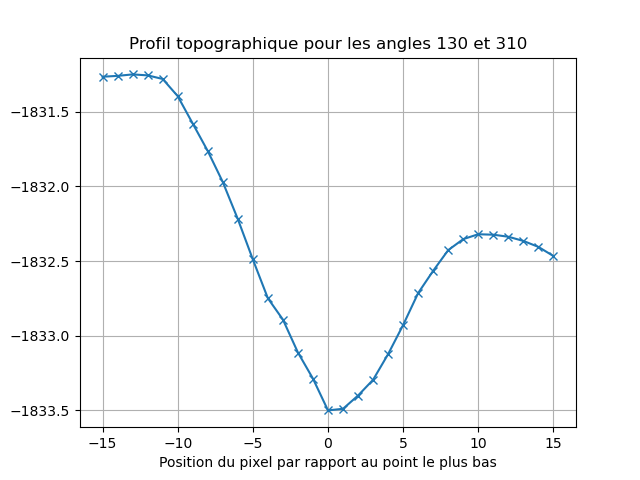 Profil topographique pour les angles 130 et 310
−1831.5
−1832.0
−1832.5
−1833.0
−1833.5
−15 −10 −5 0 5 10 15
Position du pixel par rapport au point le plus bas